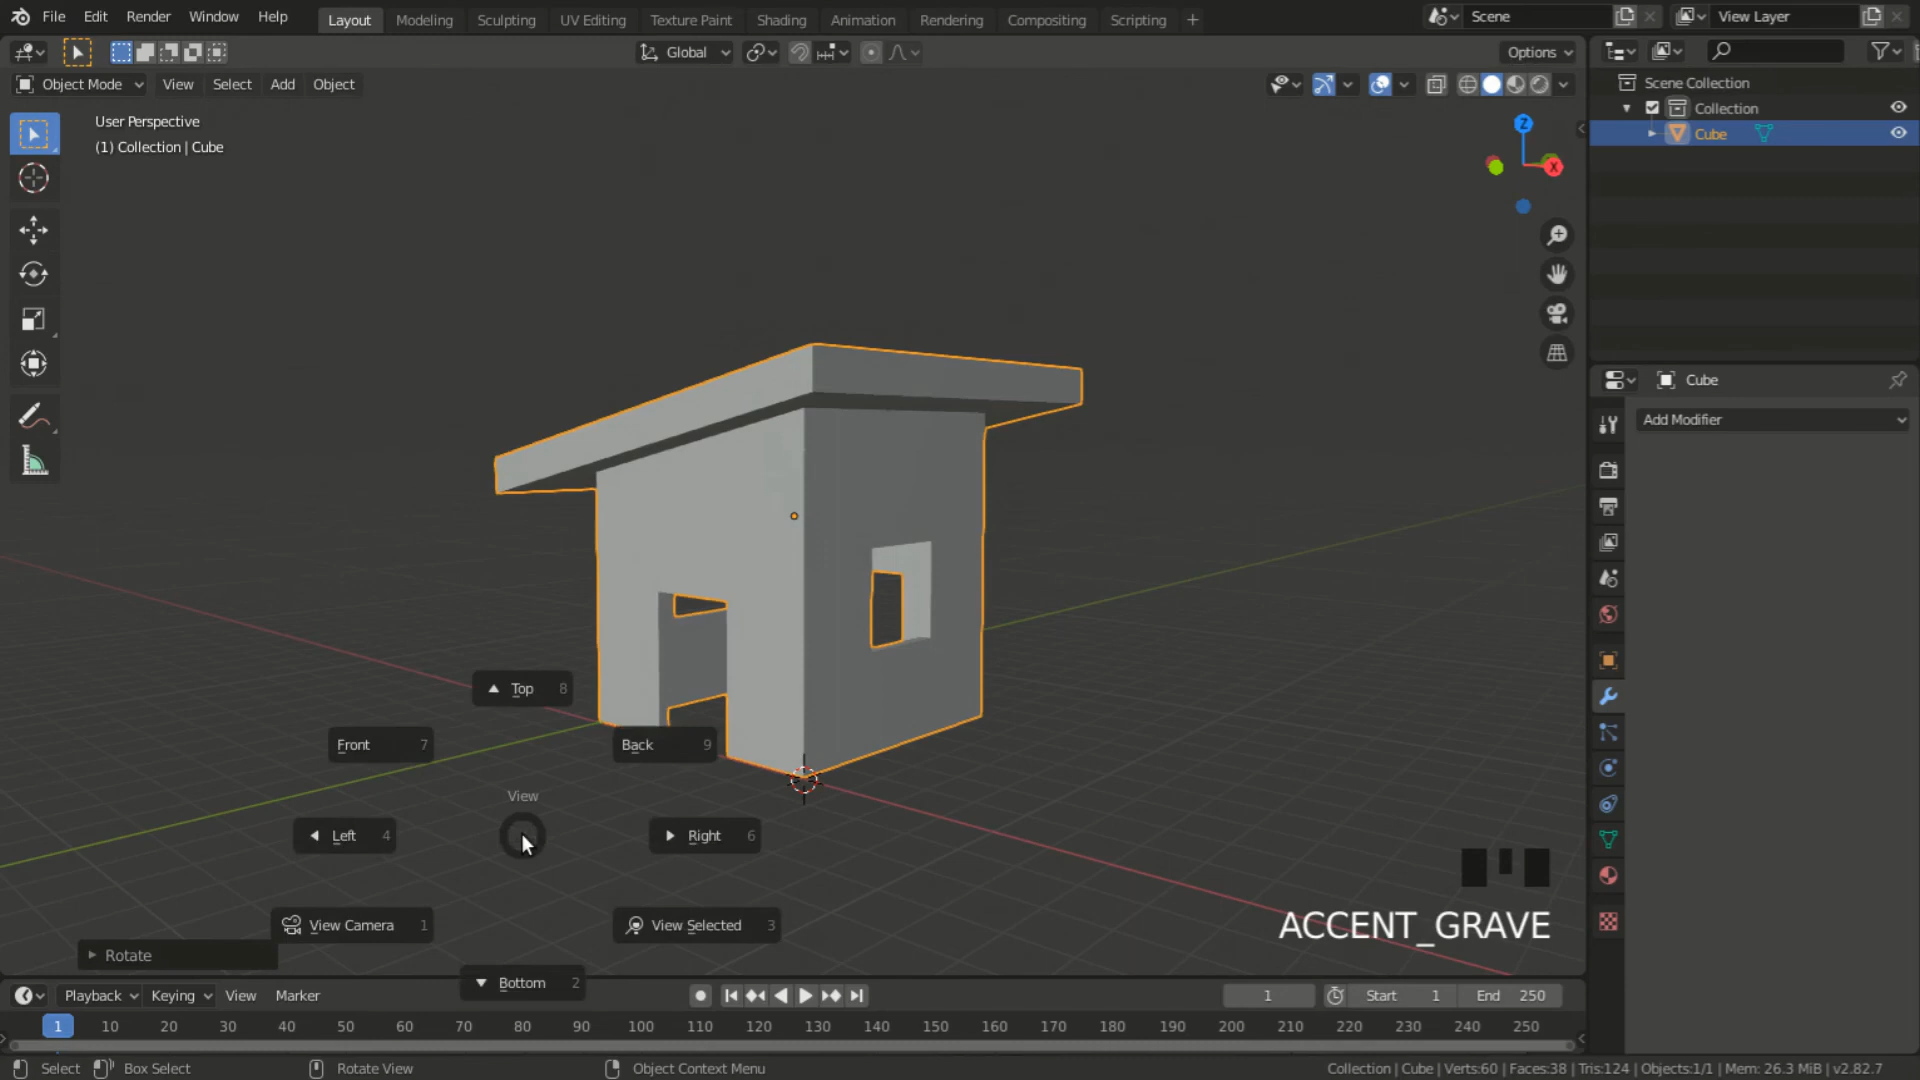 File Edit Render Window Help Layout Modeling Sculpting UV Editing Texture Paint Shading Animation Rendering Compositing Scripting + Scene View Layer
Global Options
Object Mode View Select Add Object
User Perspective
(1) Collection | Cube
Z
X
Scene Collection
Collection
Cube
Cube
Add Modifier
Top 8
Front 7
Back 9
View
Left 4
Right 6
View Camera 1
View Selected 3
Bottom 2
Rotate
ACCENT_GRAVE
Playback Keying View Marker 1 Start 1 End 250
1 10 20 30 40 50 60 70 80 90 100 110 120 130 140 150 160 170 180 190 200 210 220 230 240 250
Select Box Select Rotate View Object Context Menu Collection | Cube | Verts:60 | Faces:38 | Tris:124 | Objects:1/1 | Mem: 26.3 MiB | v2.82.7